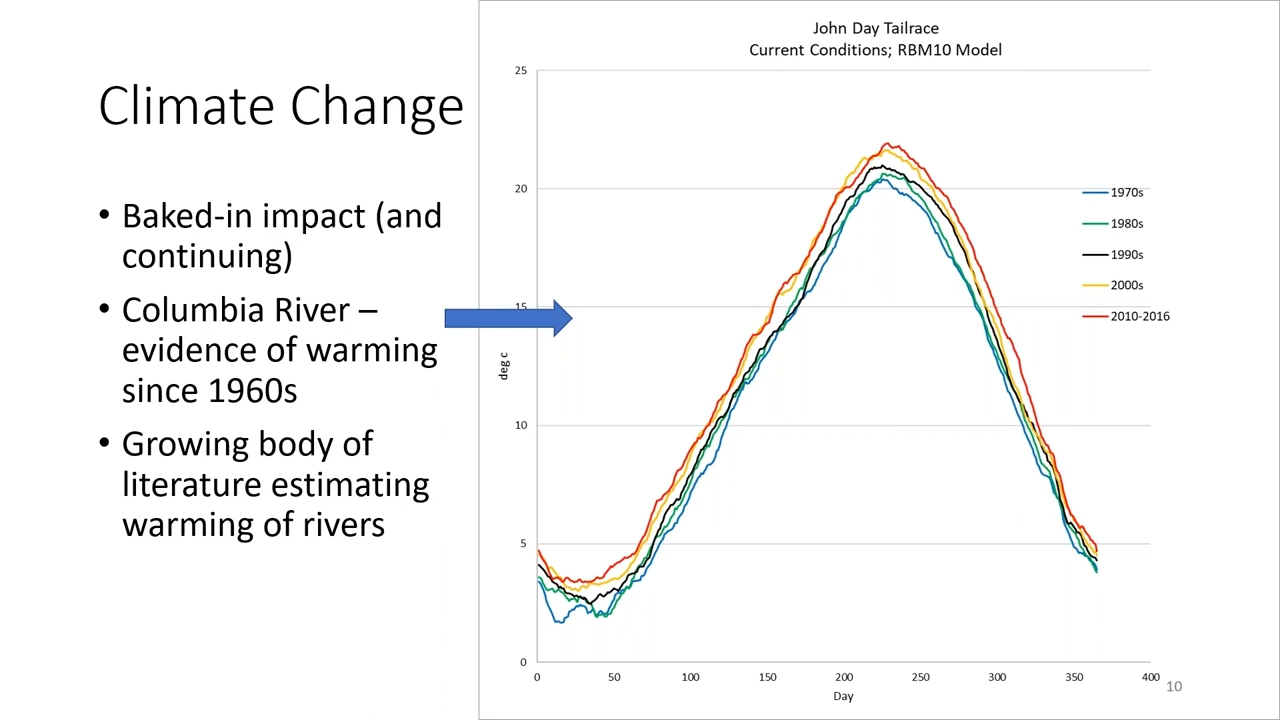 Climate Change
• Baked-in impact (and
continuing)
• Columbia River –
evidence of warming
since 1960s
• Growing body of
literature estimating
warming of rivers
John Day Tailrace
Current Conditions; RBM10 Model
25
20
15
10
5
0
deg c
0 50 100 150 200 250 300 350 400
Day
1970s
1980s
1990s
2000s
2010-2016
10